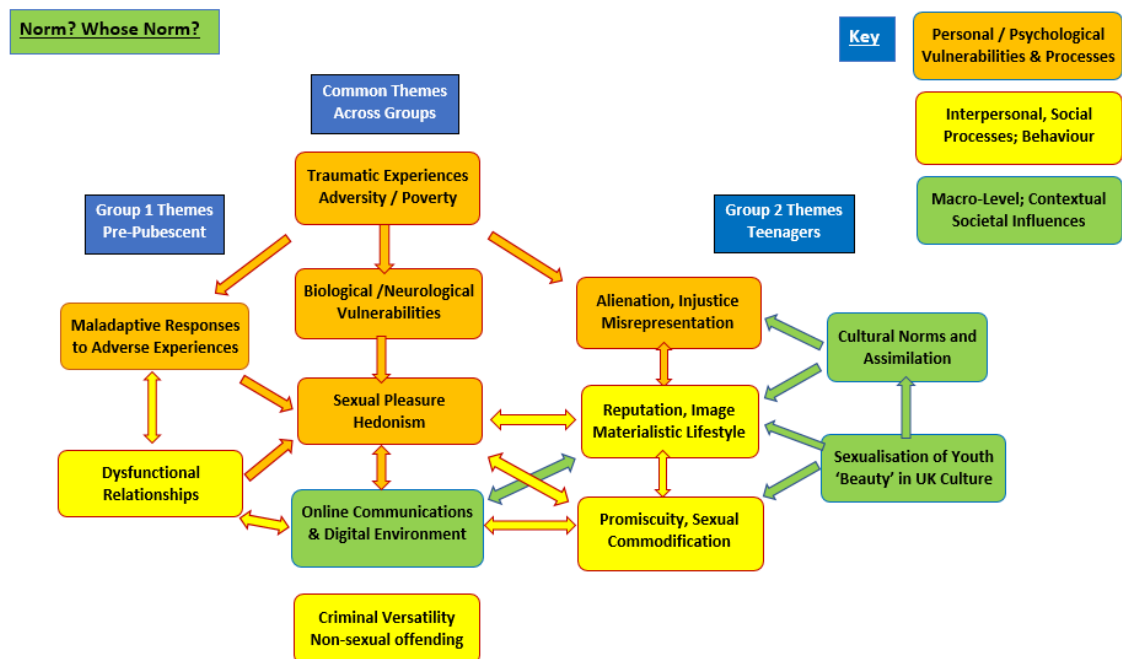 Norm? Whose Norm?
Key
Personal / Psychological
Vulnerabilities & Processes
Interpersonal, Social
Processes; Behaviour
Macro-Level; Contextual
Societal Influences
Common Themes
Across Groups
Group 1 Themes
Pre-Pubescent
Group 2 Themes
Teenagers
Traumatic Experiences
Adversity / Poverty
Biological /Neurological
Vulnerabilities
Maladaptive Responses
to Adverse Experiences
Alienation, Injustice
Misrepresentation
Cultural Norms and
Assimilation
Sexual Pleasure
Hedonism
Reputation, Image
Materialistic Lifestyle
Dysfunctional
Relationships
Sexualisation of Youth
‘Beauty’ in UK Culture
Online Communications
& Digital Environment
Promiscuity, Sexual
Commodification
Criminal Versatility
Non-sexual offending